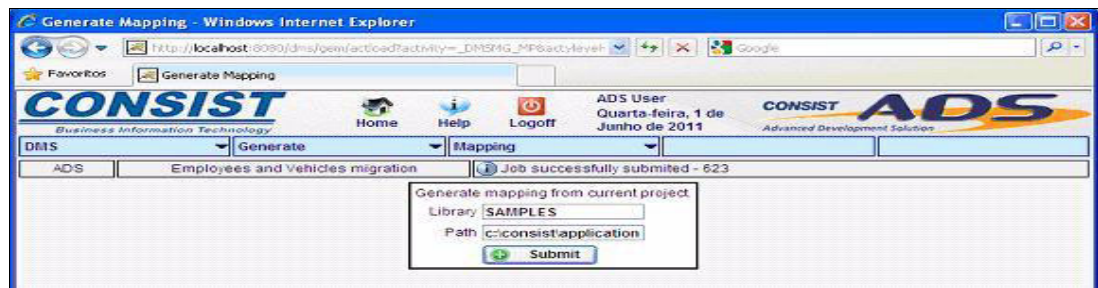 Generate Mapping - Windows Internet Explorer
http://localhost:8080/dms/gem/actload?activity=_DMSMG_MP&actylevel
Google
Favoritos
Generate Mapping
CONSIST
Business Information Technology
Home
Help
Logoff
ADS User
Quarta-feira, 1 de
Junho de 2011
CONSIST ADS
Advanced Development Solution
DMS
Generate
Mapping
ADS
Employees and Vehicles migration
Job successfully submited - 623
Generate mapping from current project
Library SAMPLES
Path c:\consist\application
Submit